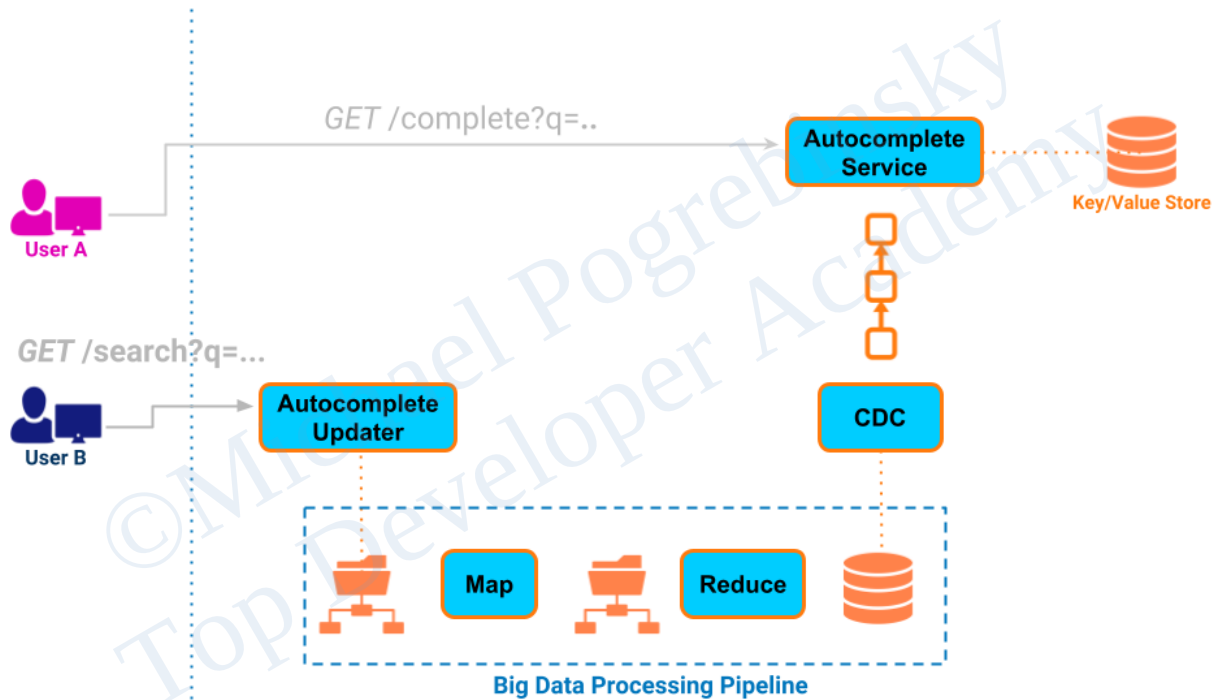 GET /complete?q=..
Autocomplete
Service
Key/Value Store
User A
GET /search?q=...
Autocomplete
Updater
CDC
User B
Map
Reduce
Big Data Processing Pipeline
©Michael Pogrebinsky
Top Developer Academy